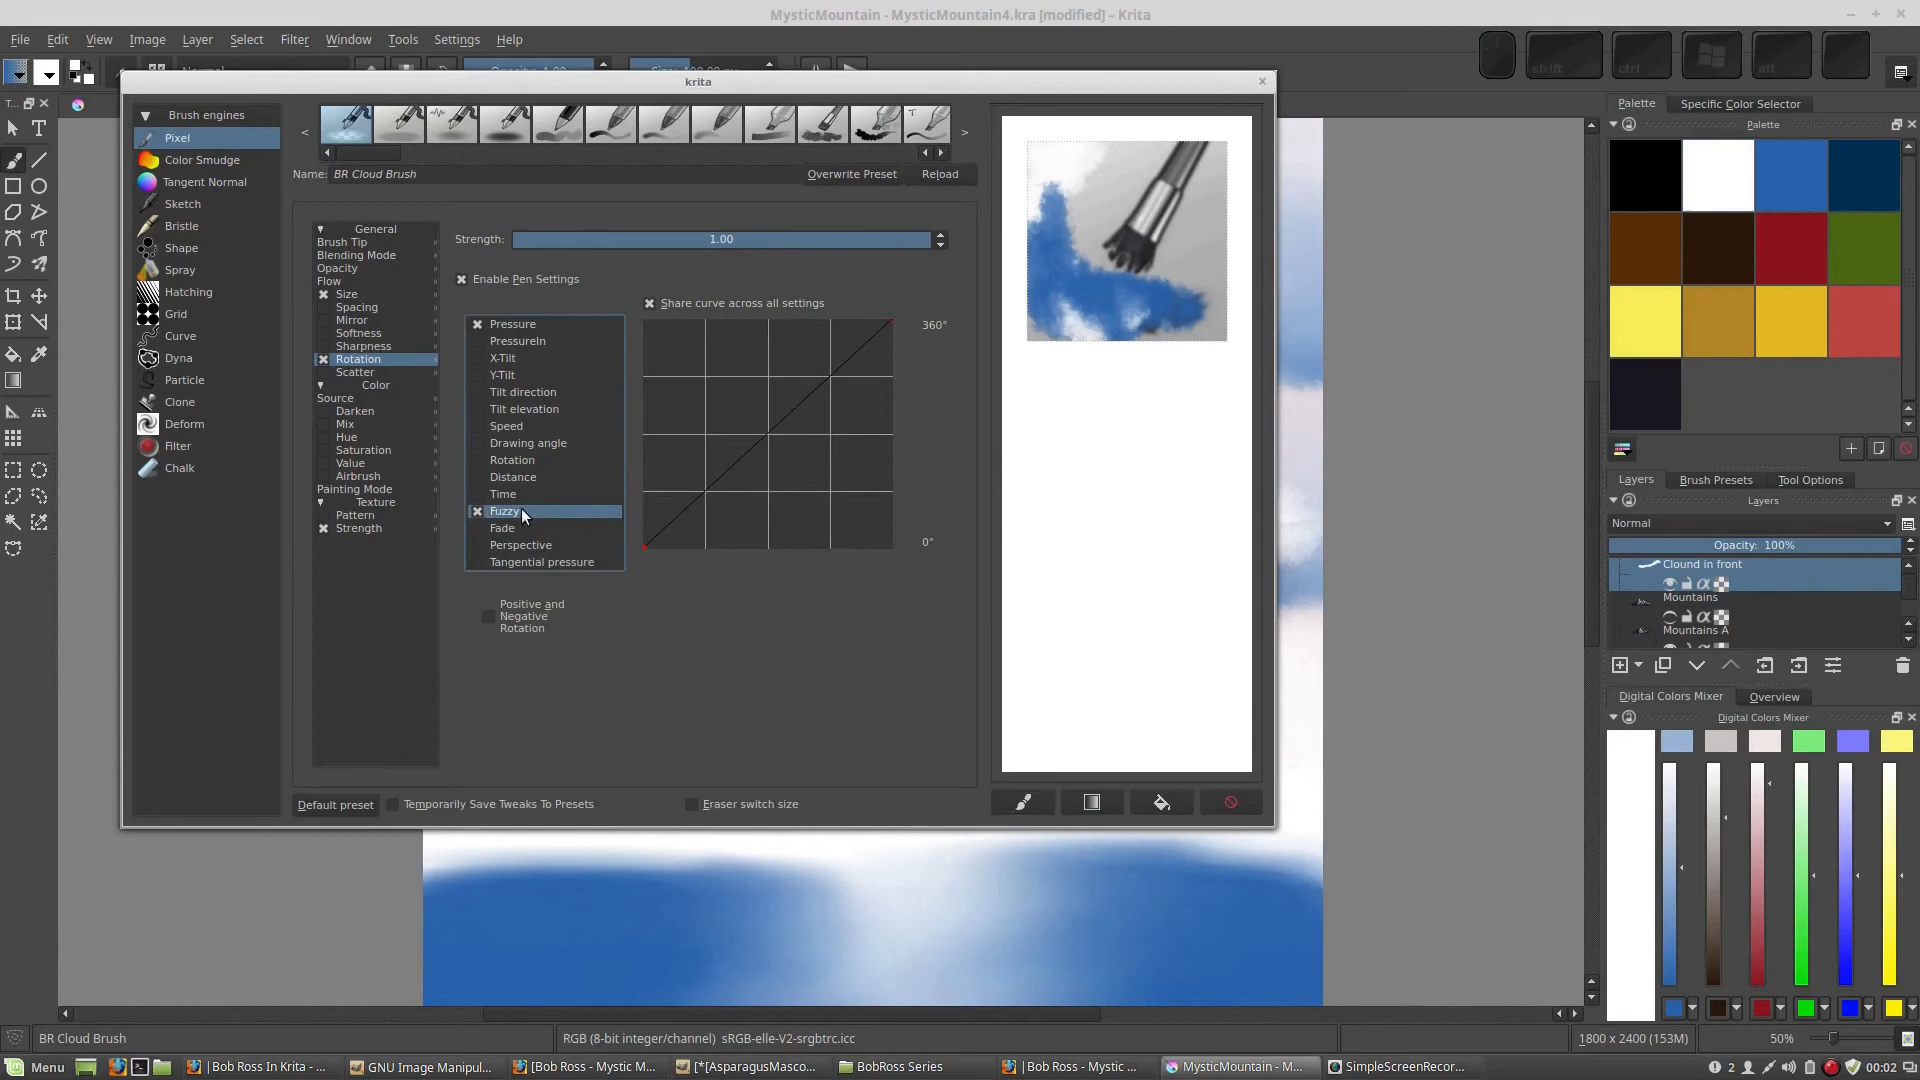 MysticMountain - MysticMountain4.kra [modified] – Krita
File Edit View Image Layer Select Filter Tools Window Settings Help
shift ctrl alt
krita
T...
Brush engines
Pixel
Color Smudge
Tangent Normal
Sketch
Bristle
Shape
Spray
Hatching
Grid
Curve
Dyna
Particle
Clone
Deform
Filter
Chalk
Name: BR Cloud Brush
Overwrite Preset Reload
General
Brush Tip
Blending Mode
Opacity
Flow
Size
Spacing
Mirror
Softness
Sharpness
Rotation
Scatter
Color
Source
Darken
Mix
Hue
Saturation
Value
Airbrush
Painting Mode
Texture
Pattern
Strength
Strength: 1.00
Enable Pen Settings
Share curve across all settings
Pressure
PressureIn
X-Tilt
Y-Tilt
Tilt direction
Tilt elevation
Speed
Drawing angle
Rotation
Distance
Time
Fuzzy
Fade
Perspective
Tangential pressure
360°
0°
Positive and
Negative
Rotation
Default preset
Temporarily Save Tweaks To Presets
Eraser switch size
Palette Specific Color Selector
Palette
Layers Brush Presets Tool Options
Layers
Normal
Opacity: 100%
Clound in front
Mountains
Mountains A
Digital Colors Mixer Overview
Digital Colors Mixer
BR Cloud Brush
RGB (8-bit integer/channel) sRGB-elle-V2-srgbtrc.icc
1800 x 2400 (153M)
50%
Menu
| Bob Ross In Krita - ...
GNU Image Manipul...
[Bob Ross - Mystic M...
[*[AsparagusMasco...
BobRoss Series
| Bob Ross - Mystic ...
MysticMountain - M...
SimpleScreenRecor...
2
00:02